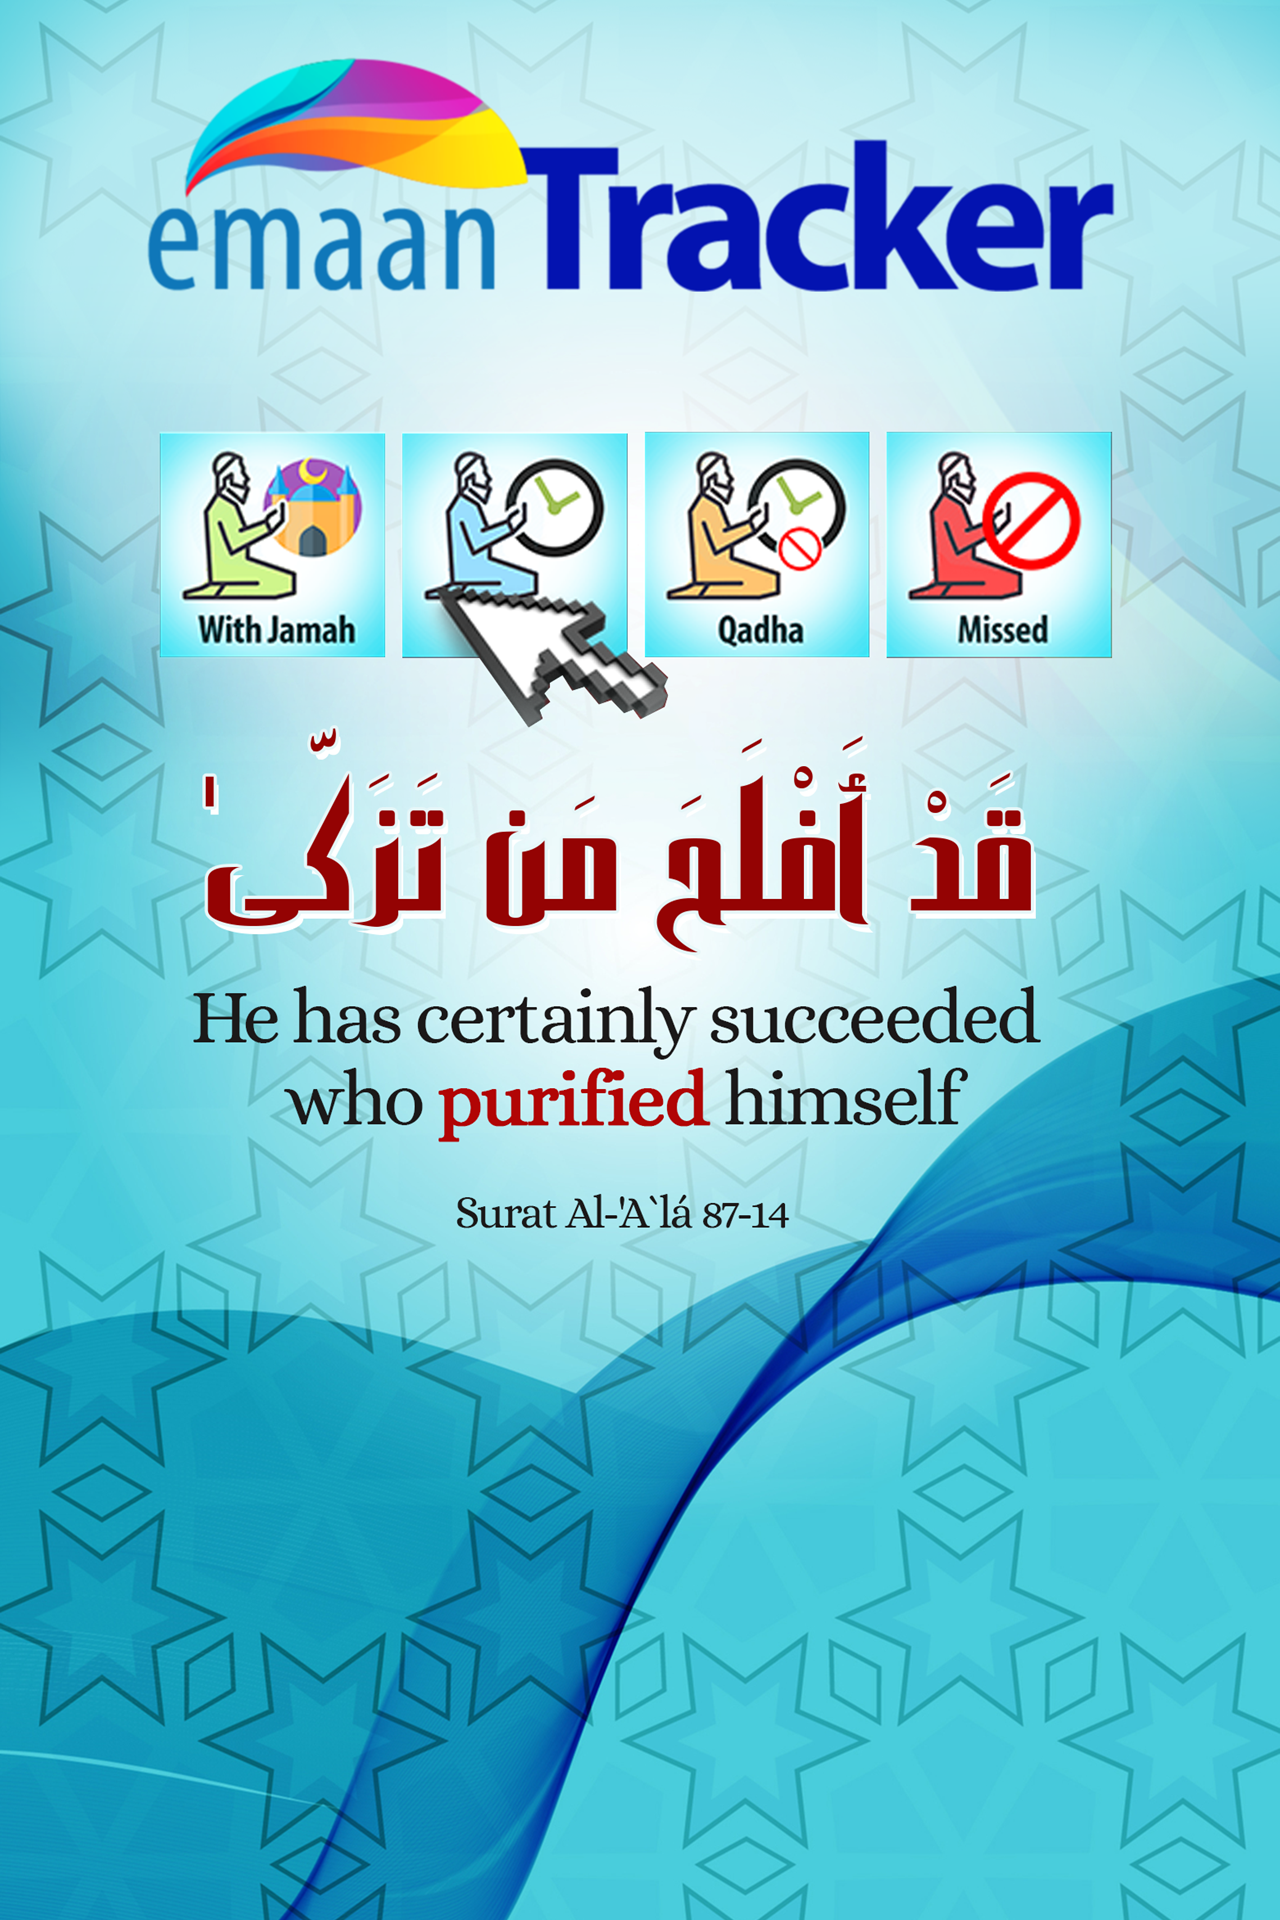 emaan Tracker
With Jamah
Qadha
Missed
قَدْ أَفْلَحَ مَن تَزَكَّىٰ
He has certainly succeeded
who purified himself
Surat Al-'A`lá 87-14